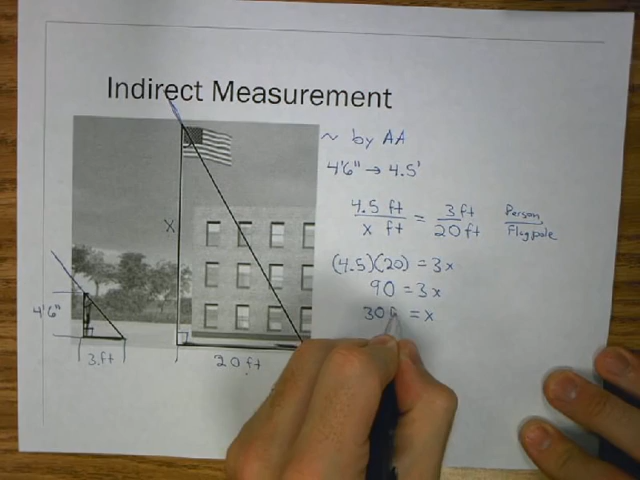 Indirect Measurement
~ by AA
4'6" → 4.5'
4.5 ft / x ft = 3 ft / 20 ft
Person / Flagpole
(4.5)(20) = 3x
90 = 3x
30 f = x
x
4'6"
3 ft
20 ft